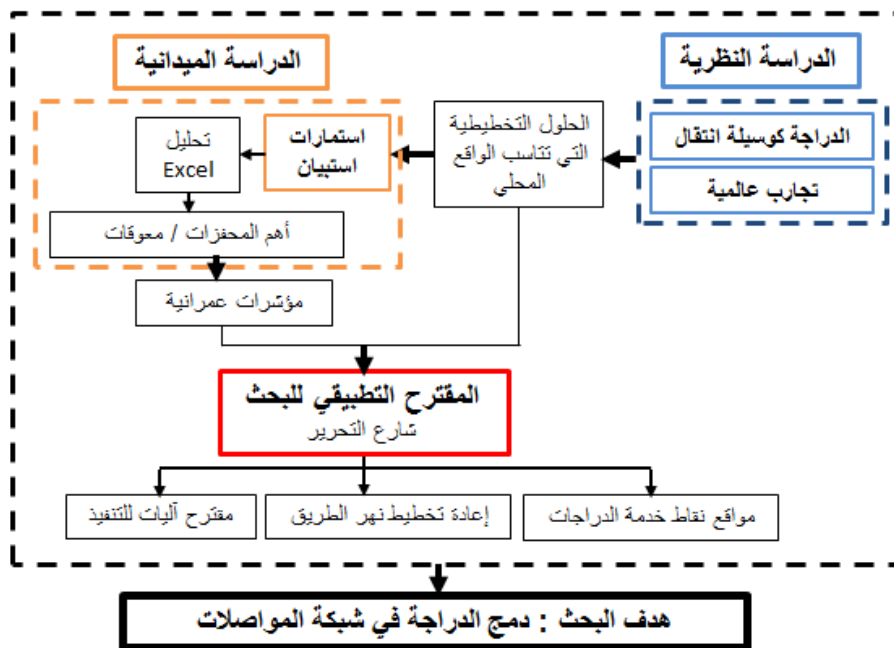 الدراسة النظرية
الدراجة كوسيلة انتقال
تجارب عالمية
الحلول التخطيطية
التي تتاسب الواقع
المحلي
الدراسة الميدانية
استمارات
استبيان
تحليل
Excel
أهم المحفزات / معوقات
مؤشرات عمرانية
المقترح التطبيقي للبحث
شارع التحرير
مواقع نقاط خدمة الدراجات
إعادة تخطيط نهر الطريق
مقترح آليات للتنفيذ
هدف البحث : دمج الدراجة في شبكة المواصلات